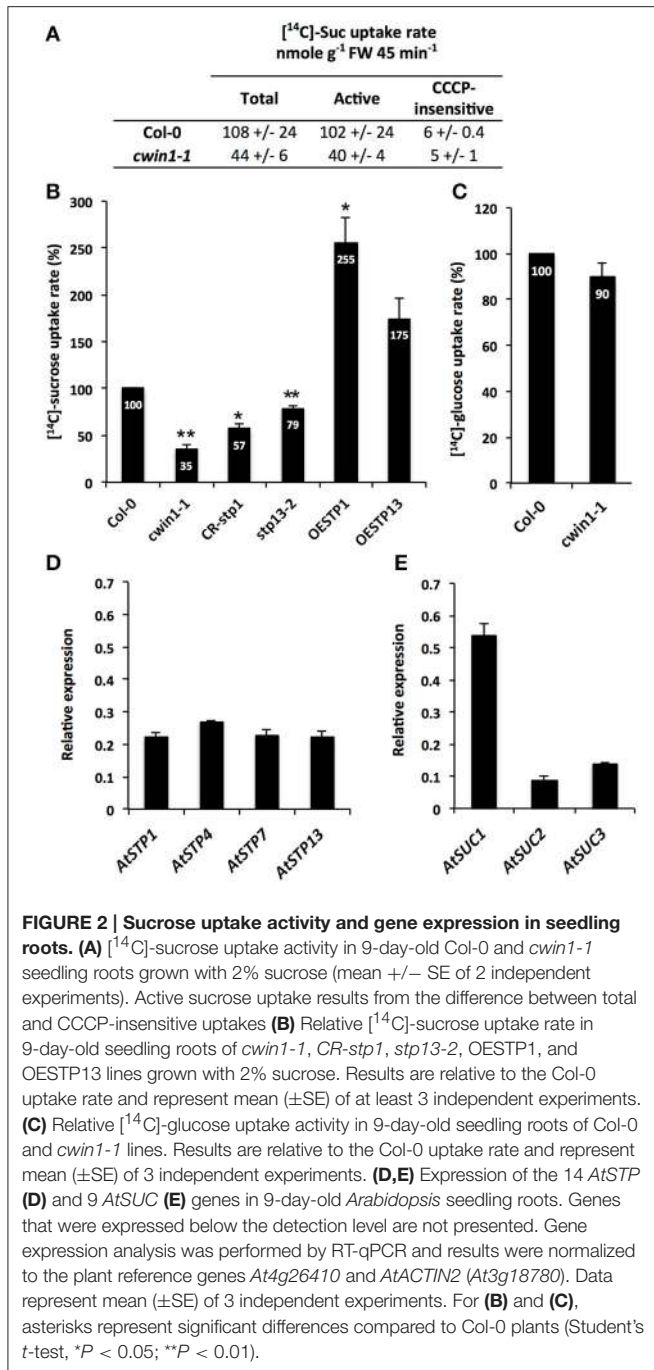 A
[¹⁴C]-Suc uptake rate
nmole g⁻¹ FW 45 min⁻¹
Total Active CCCP-insensitive
Col-0 108 +/- 24 102 +/- 24 6 +/- 0.4
cwin1-1 44 +/- 6 40 +/- 4 5 +/- 1
B
[¹⁴C]-sucrose uptake rate (%)
300
250
200
150
100
50
0
100
**
35
*
57
**
79
*
255
175
Col-0
cwin1-1
CR-stp1
stp13-2
OESTP1
OESTP13
C
[¹⁴C]-glucose uptake rate (%)
120
100
80
60
40
20
0
100
90
Col-0
cwin1-1
D
Relative expression
0.7
0.6
0.5
0.4
0.3
0.2
0.1
0
AtSTP1
AtSTP4
AtSTP7
AtSTP13
E
Relative expression
0.7
0.6
0.5
0.4
0.3
0.2
0.1
0
AtSUC1
AtSUC2
AtSUC3
FIGURE 2 | Sucrose uptake activity and gene expression in seedling
roots. (A) [¹⁴C]-sucrose uptake activity in 9-day-old Col-0 and cwin1-1
seedling roots grown with 2% sucrose (mean +/− SE of 2 independent
experiments). Active sucrose uptake results from the difference between total
and CCCP-insensitive uptakes (B) Relative [¹⁴C]-sucrose uptake rate in
9-day-old seedling roots of cwin1-1, CR-stp1, stp13-2, OESTP1, and
OESTP13 lines grown with 2% sucrose. Results are relative to the Col-0
uptake rate and represent mean (±SE) of at least 3 independent experiments.
(C) Relative [¹⁴C]-glucose uptake activity in 9-day-old seedling roots of Col-0
and cwin1-1 lines. Results are relative to the Col-0 uptake rate and represent
mean (±SE) of 3 independent experiments. (D,E) Expression of the 14 AtSTP
(D) and 9 AtSUC (E) genes in 9-day-old Arabidopsis seedling roots. Genes
that were expressed below the detection level are not presented. Gene
expression analysis was performed by RT-qPCR and results were normalized
to the plant reference genes At4g26410 and AtACTIN2 (At3g18780). Data
represent mean (±SE) of 3 independent experiments. For (B) and (C),
asterisks represent significant differences compared to Col-0 plants (Student's
t-test, *P < 0.05; **P < 0.01).